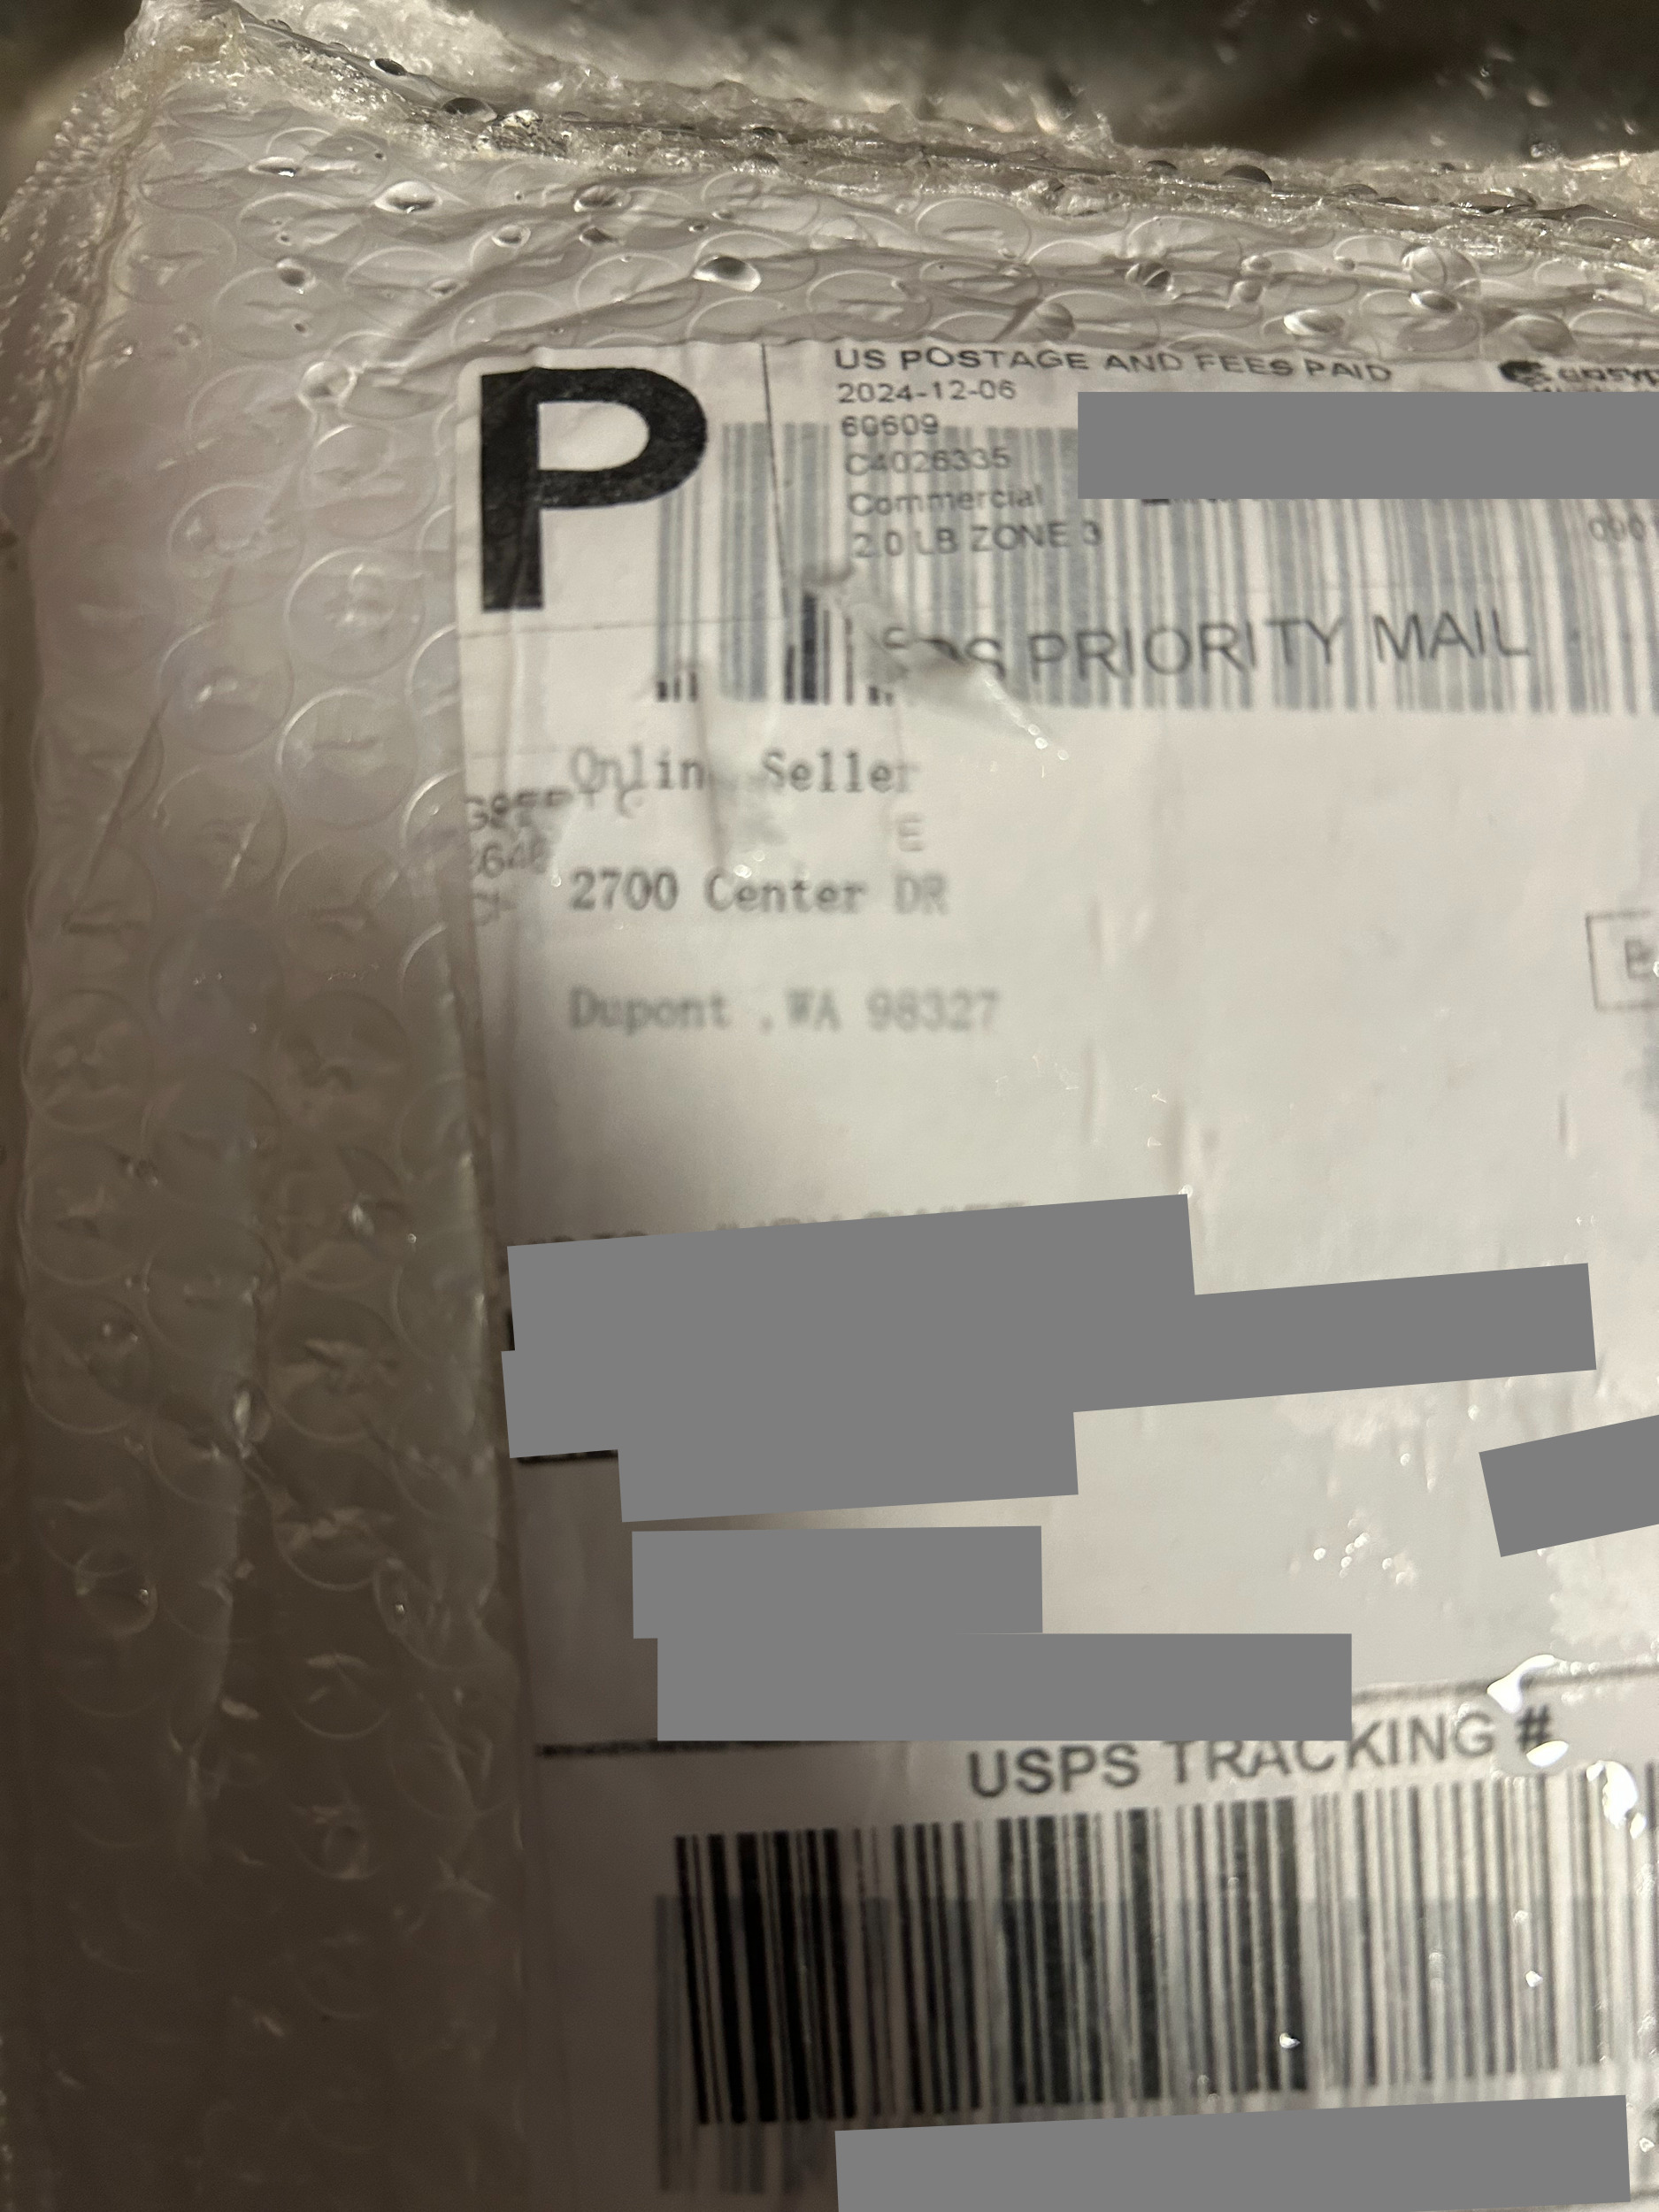 P
US POSTAGE AND FEES PAID
2024-12-06
60609
C4026335
Commercial
2.0 LB ZONE 3
PRIORITY MAIL
Seller
E
2700 Center DR
Dupont ,WA 98327
USPS TRACKING #